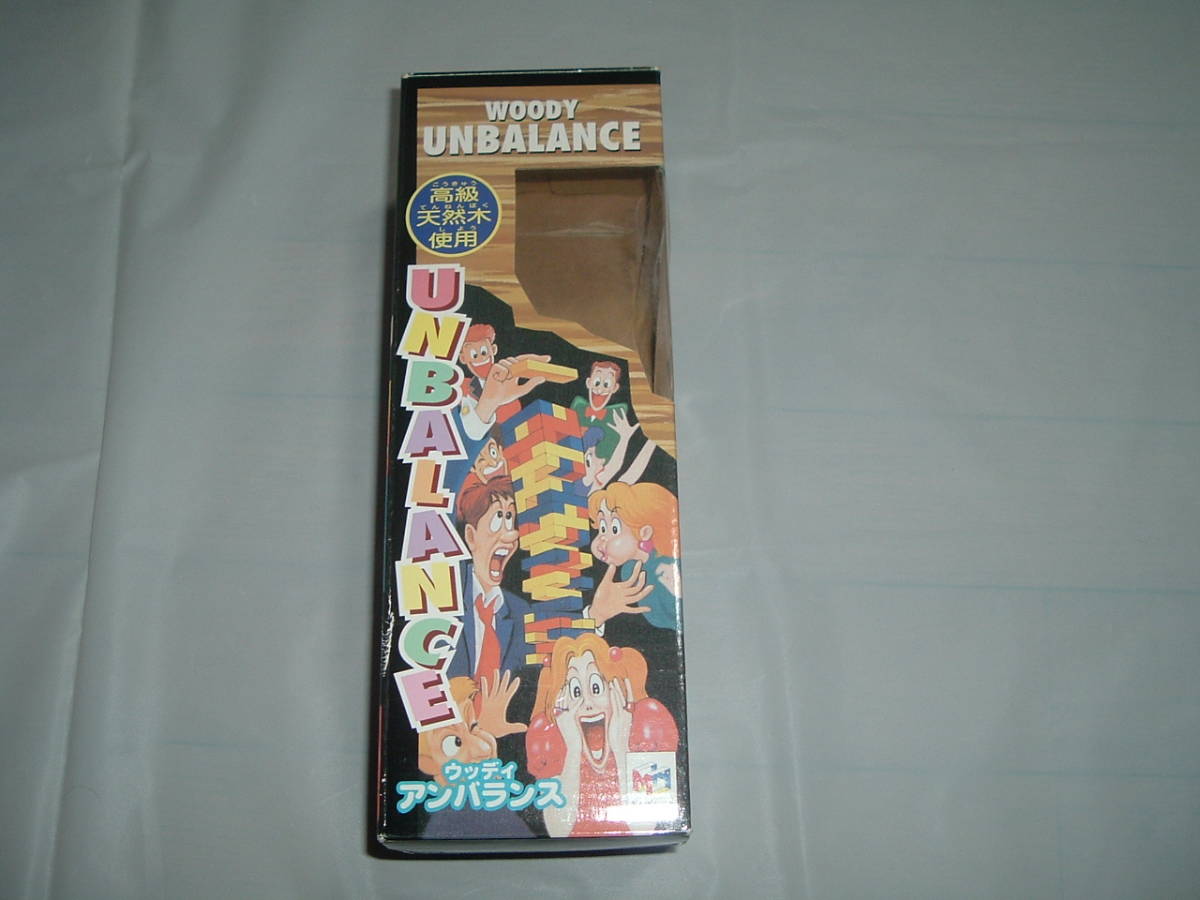 WOODY
UNBALANCE
こうきゅう
高級
てんねんぼく
天然木
しよう
使用
UNBALANCE
ウッディ
アンバランス